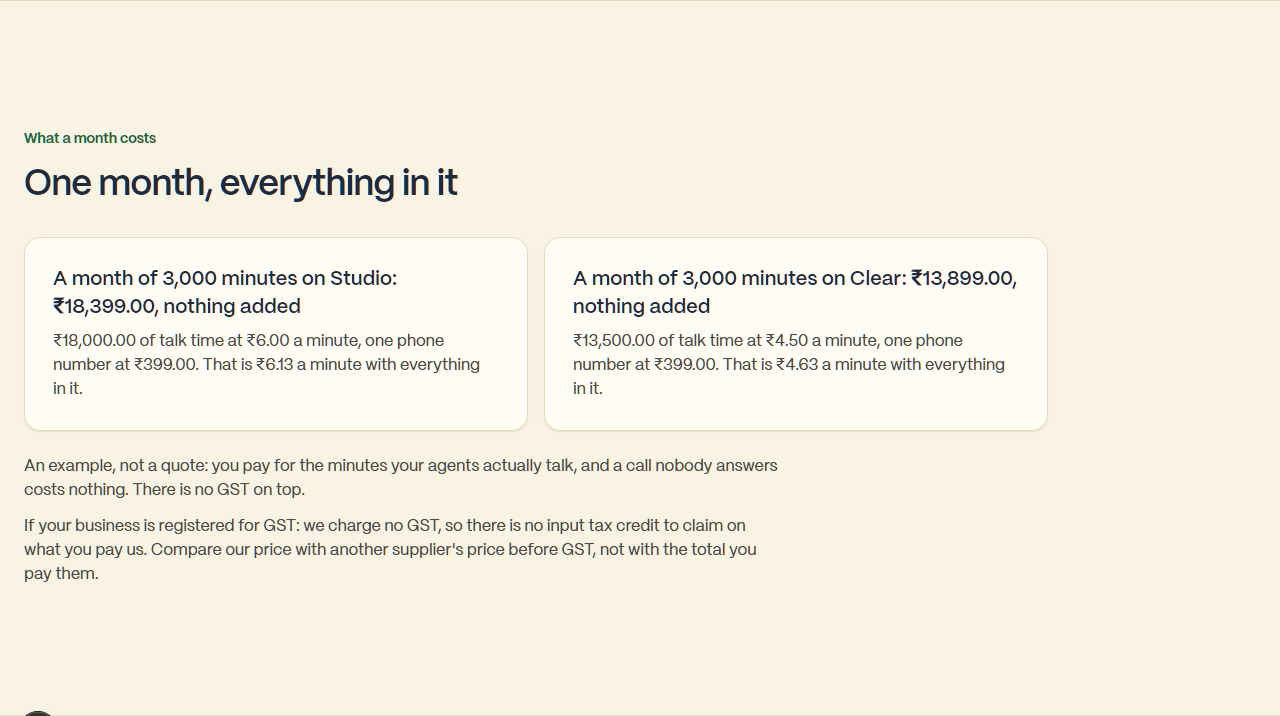 What a month costs
One month, everything in it
A month of 3,000 minutes on Studio:
₹18,399.00, nothing added
₹18,000.00 of talk time at ₹6.00 a minute, one phone
number at ₹399.00. That is ₹6.13 a minute with everything
in it.
A month of 3,000 minutes on Clear: ₹13,899.00,
nothing added
₹13,500.00 of talk time at ₹4.50 a minute, one phone
number at ₹399.00. That is ₹4.63 a minute with everything
in it.
An example, not a quote: you pay for the minutes your agents actually talk, and a call nobody answers
costs nothing. There is no GST on top.
If your business is registered for GST: we charge no GST, so there is no input tax credit to claim on
what you pay us. Compare our price with another supplier's price before GST, not with the total you
pay them.